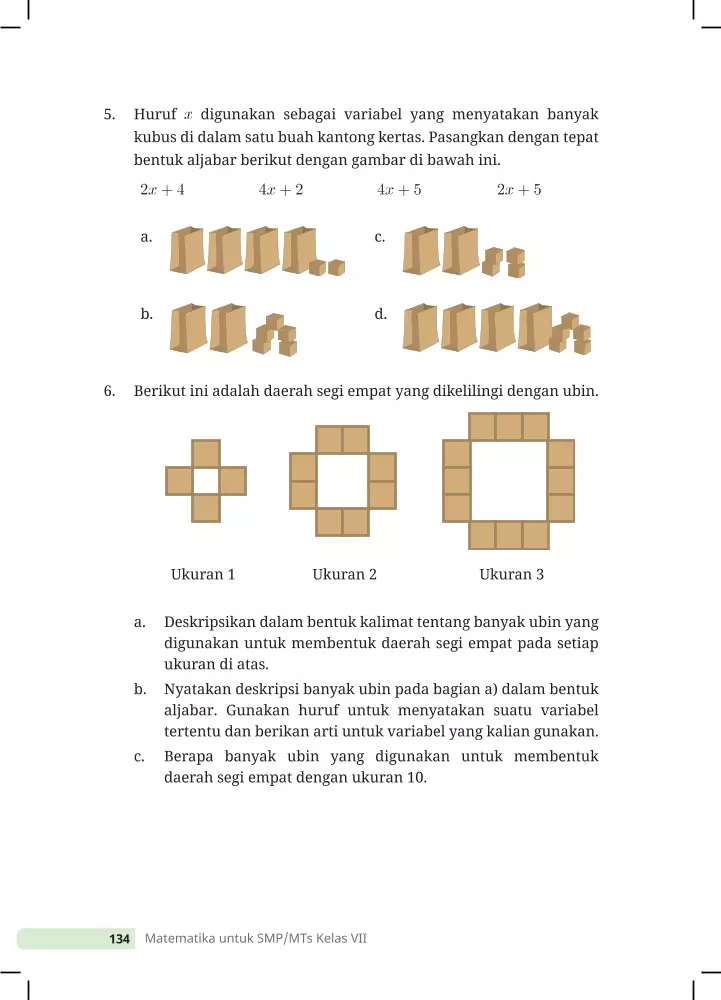 5. Huruf x digunakan sebagai variabel yang menyatakan banyak
kubus di dalam satu buah kantong kertas. Pasangkan dengan tepat
bentuk aljabar berikut dengan gambar di bawah ini.
2x + 4 4x + 2 4x + 5 2x + 5
a. c.
b. d.
6. Berikut ini adalah daerah segi empat yang dikelilingi dengan ubin.
Ukuran 1 Ukuran 2 Ukuran 3
a. Deskripsikan dalam bentuk kalimat tentang banyak ubin yang
digunakan untuk membentuk daerah segi empat pada setiap
ukuran di atas.
b. Nyatakan deskripsi banyak ubin pada bagian a) dalam bentuk
aljabar. Gunakan huruf untuk menyatakan suatu variabel
tertentu dan berikan arti untuk variabel yang kalian gunakan.
c. Berapa banyak ubin yang digunakan untuk membentuk
daerah segi empat dengan ukuran 10.
134 Matematika untuk SMP/MTs Kelas VII